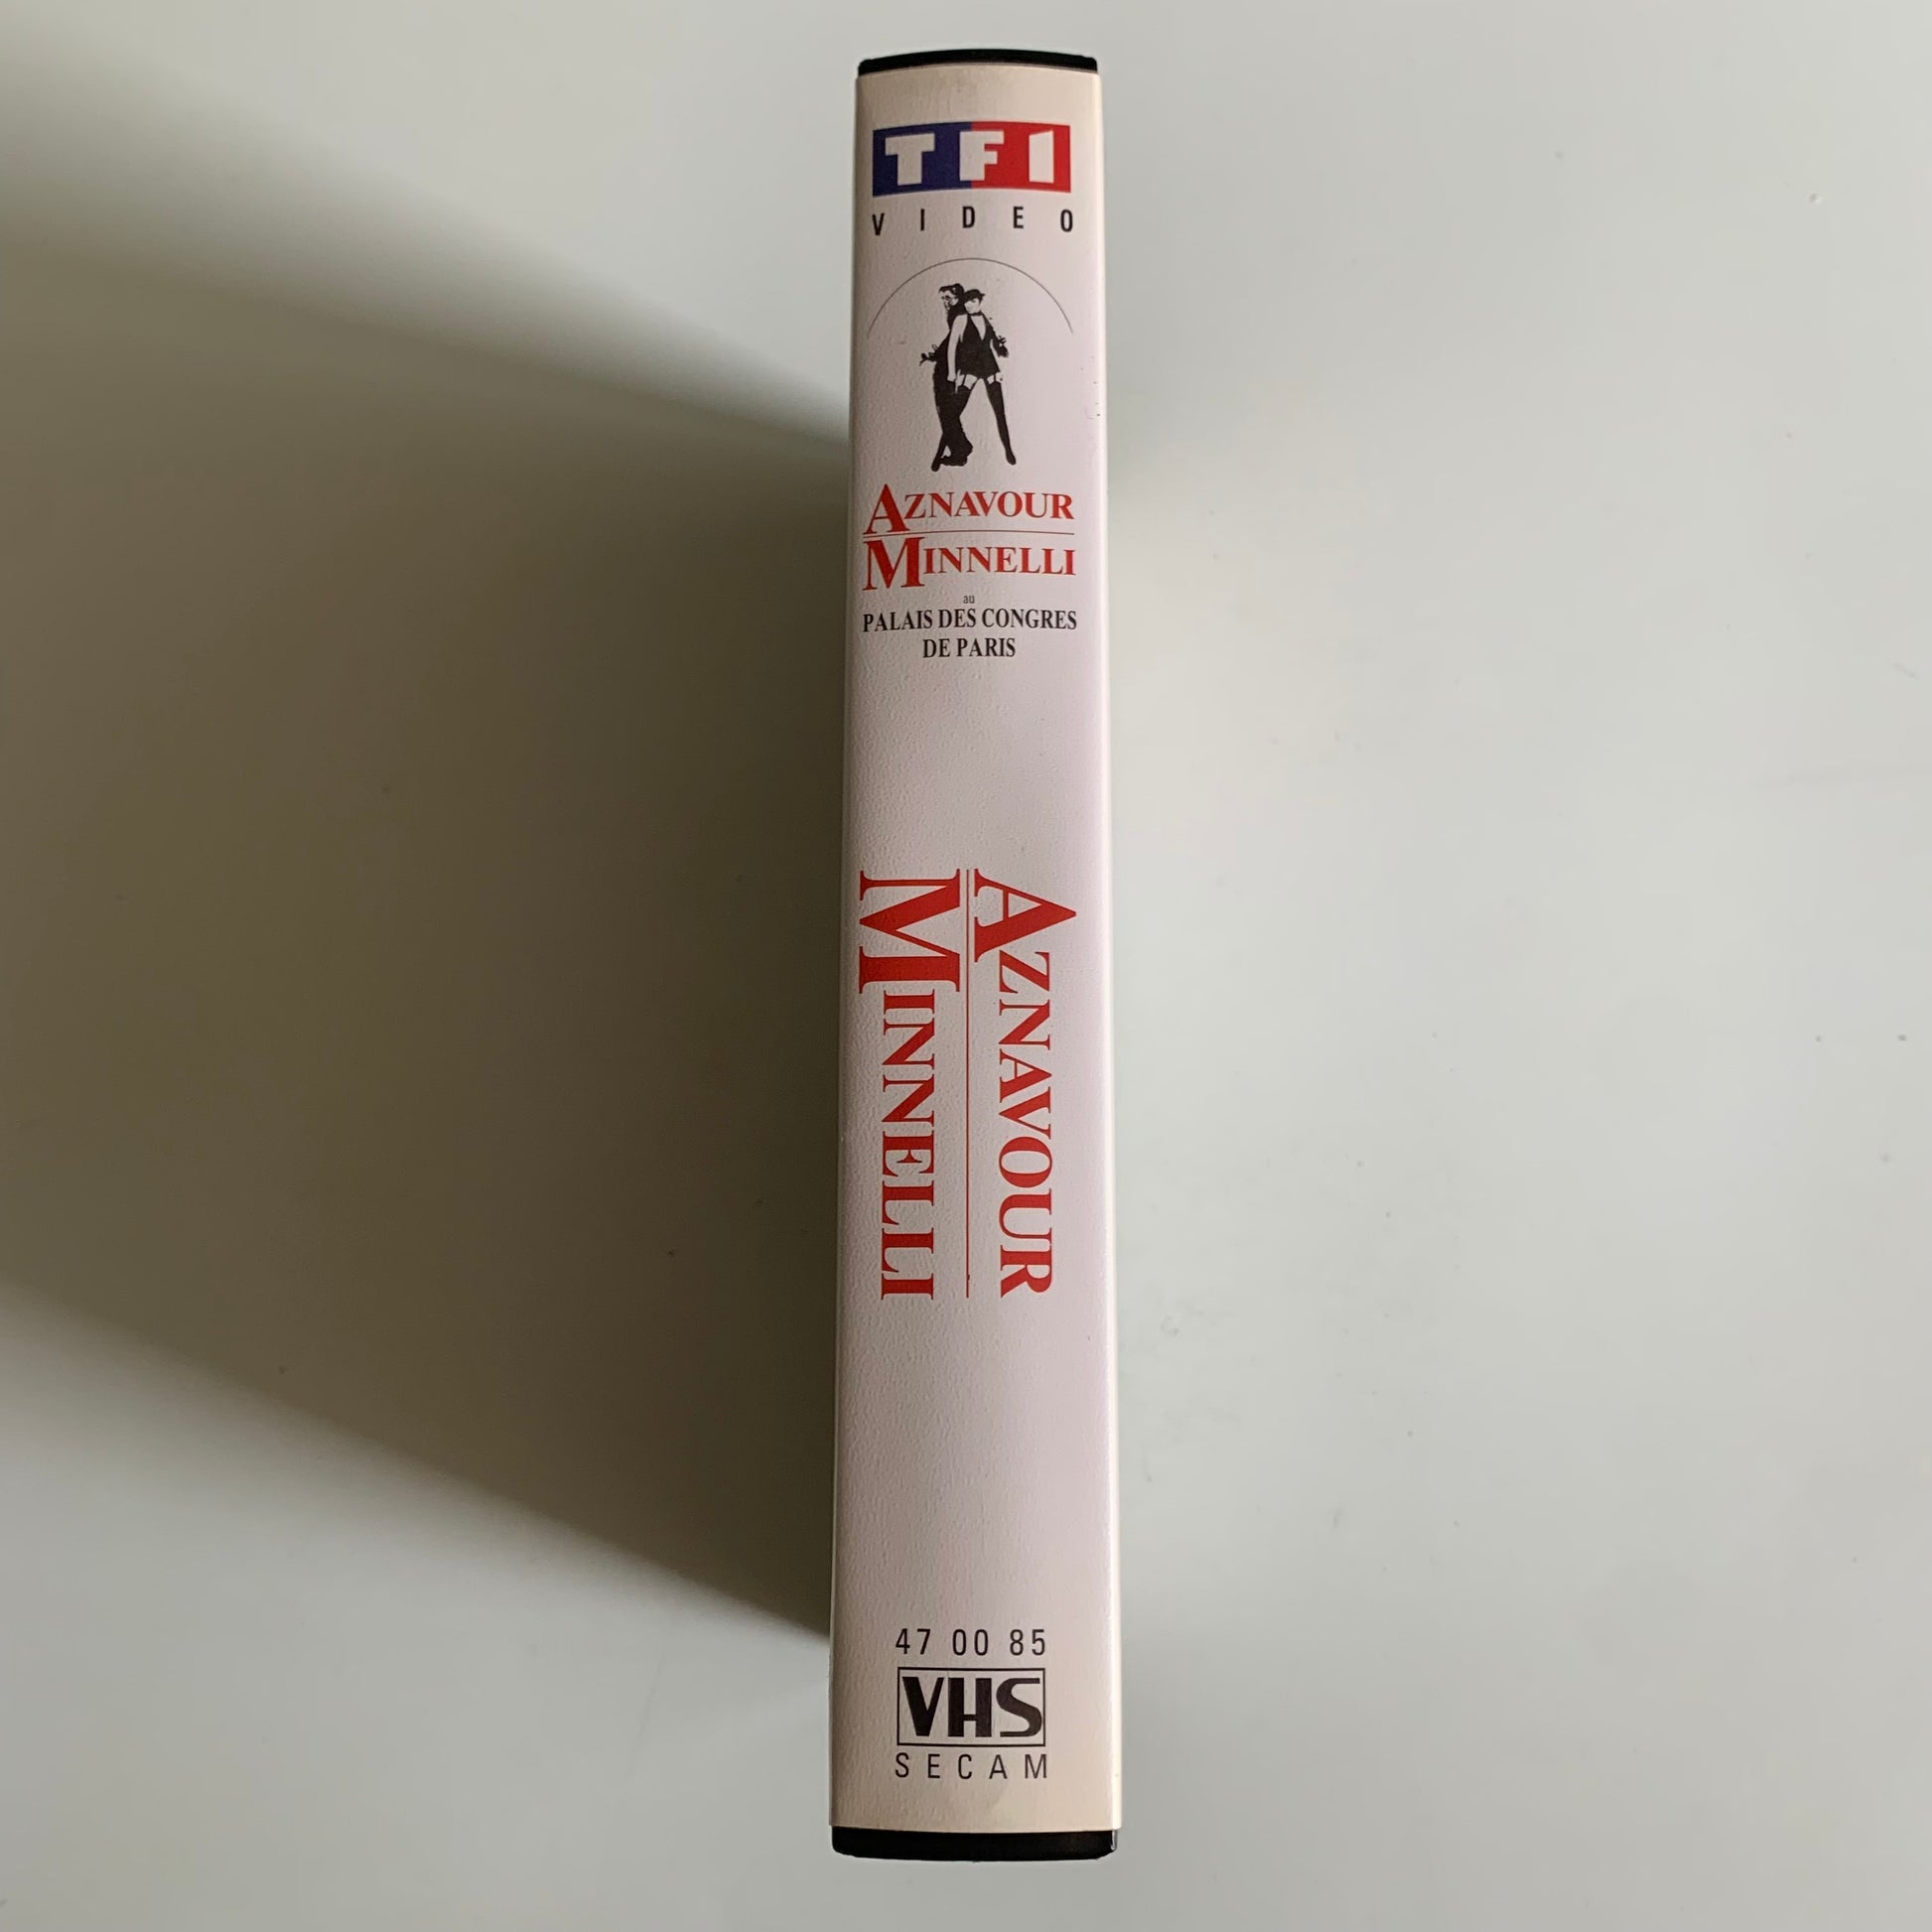 TF1
VIDEO
AZNAVOUR
MINNELLI
au
PALAIS DES CONGRES
DE PARIS
AZNAVOUR
MINNELLI
47 00 85
VHS
SECAM